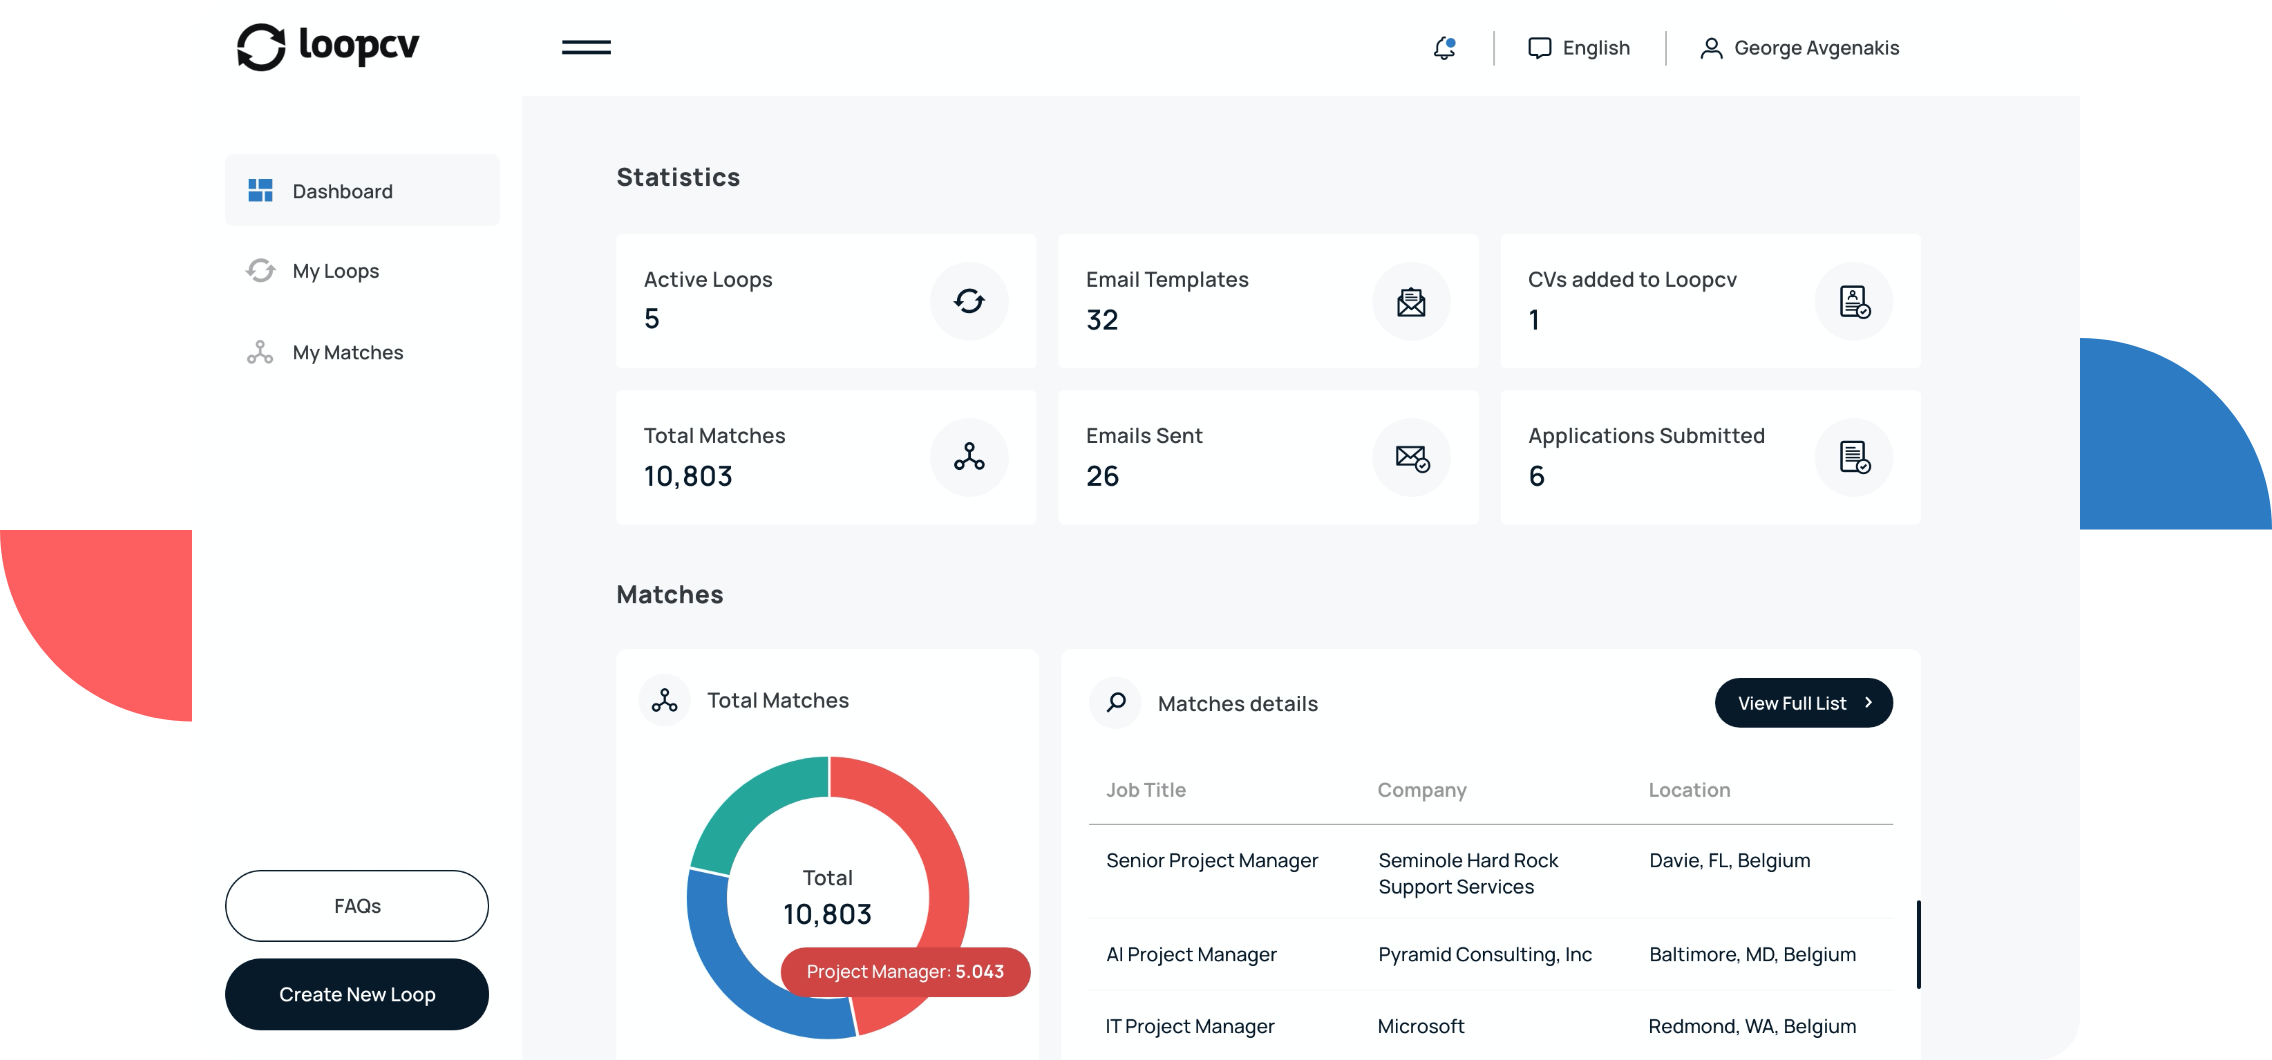 loopcv
English
George Avgenakis
Dashboard
My Loops
My Matches
FAQs
Create New Loop
Statistics
Active Loops
5
Email Templates
32
CVs added to Loopcv
1
Total Matches
10,803
Emails Sent
26
Applications Submitted
6
Matches
Total Matches
Total
10,803
Project Manager: 5.043
Matches details
View Full List
Job Title Company Location
Senior Project Manager Seminole Hard Rock Davie, FL, Belgium
Support Services
AI Project Manager Pyramid Consulting, Inc Baltimore, MD, Belgium
IT Project Manager Microsoft Redmond, WA, Belgium